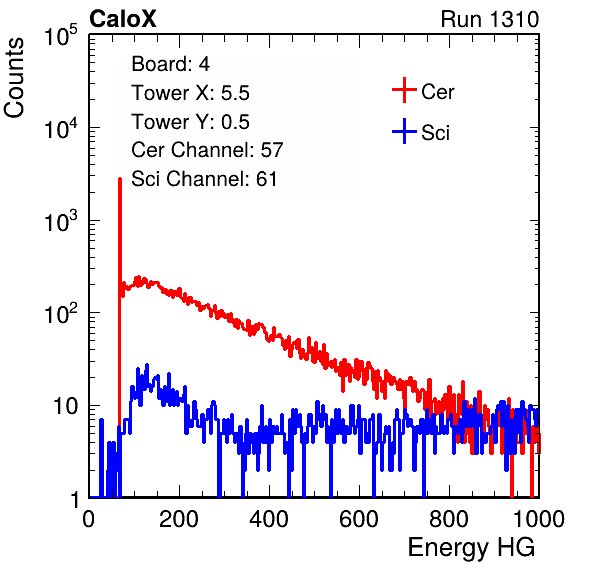 CaloX Run 1310
Board: 4
Tower X: 5.5
Tower Y: 0.5
Cer Channel: 57
Sci Channel: 61
Cer
Sci
Counts
10^5
10^4
10^3
10^2
10
1
0 200 400 600 800 1000
Energy HG